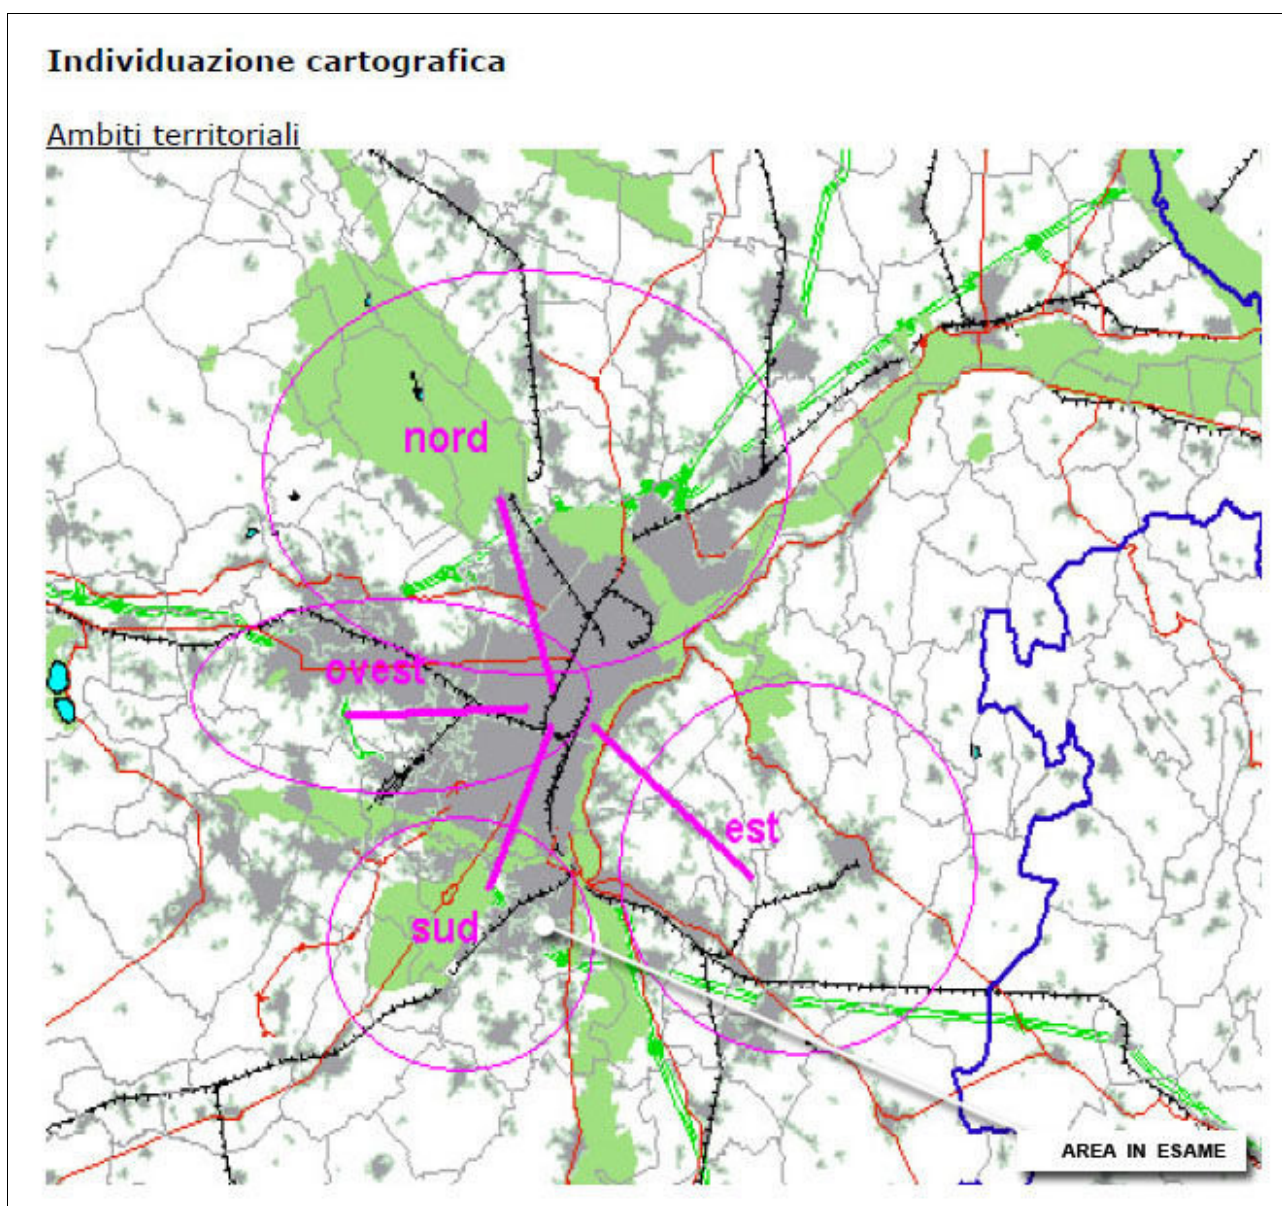 Individuazione cartografica
Ambiti territoriali
nord
ovest
est
sud
AREA IN ESAME